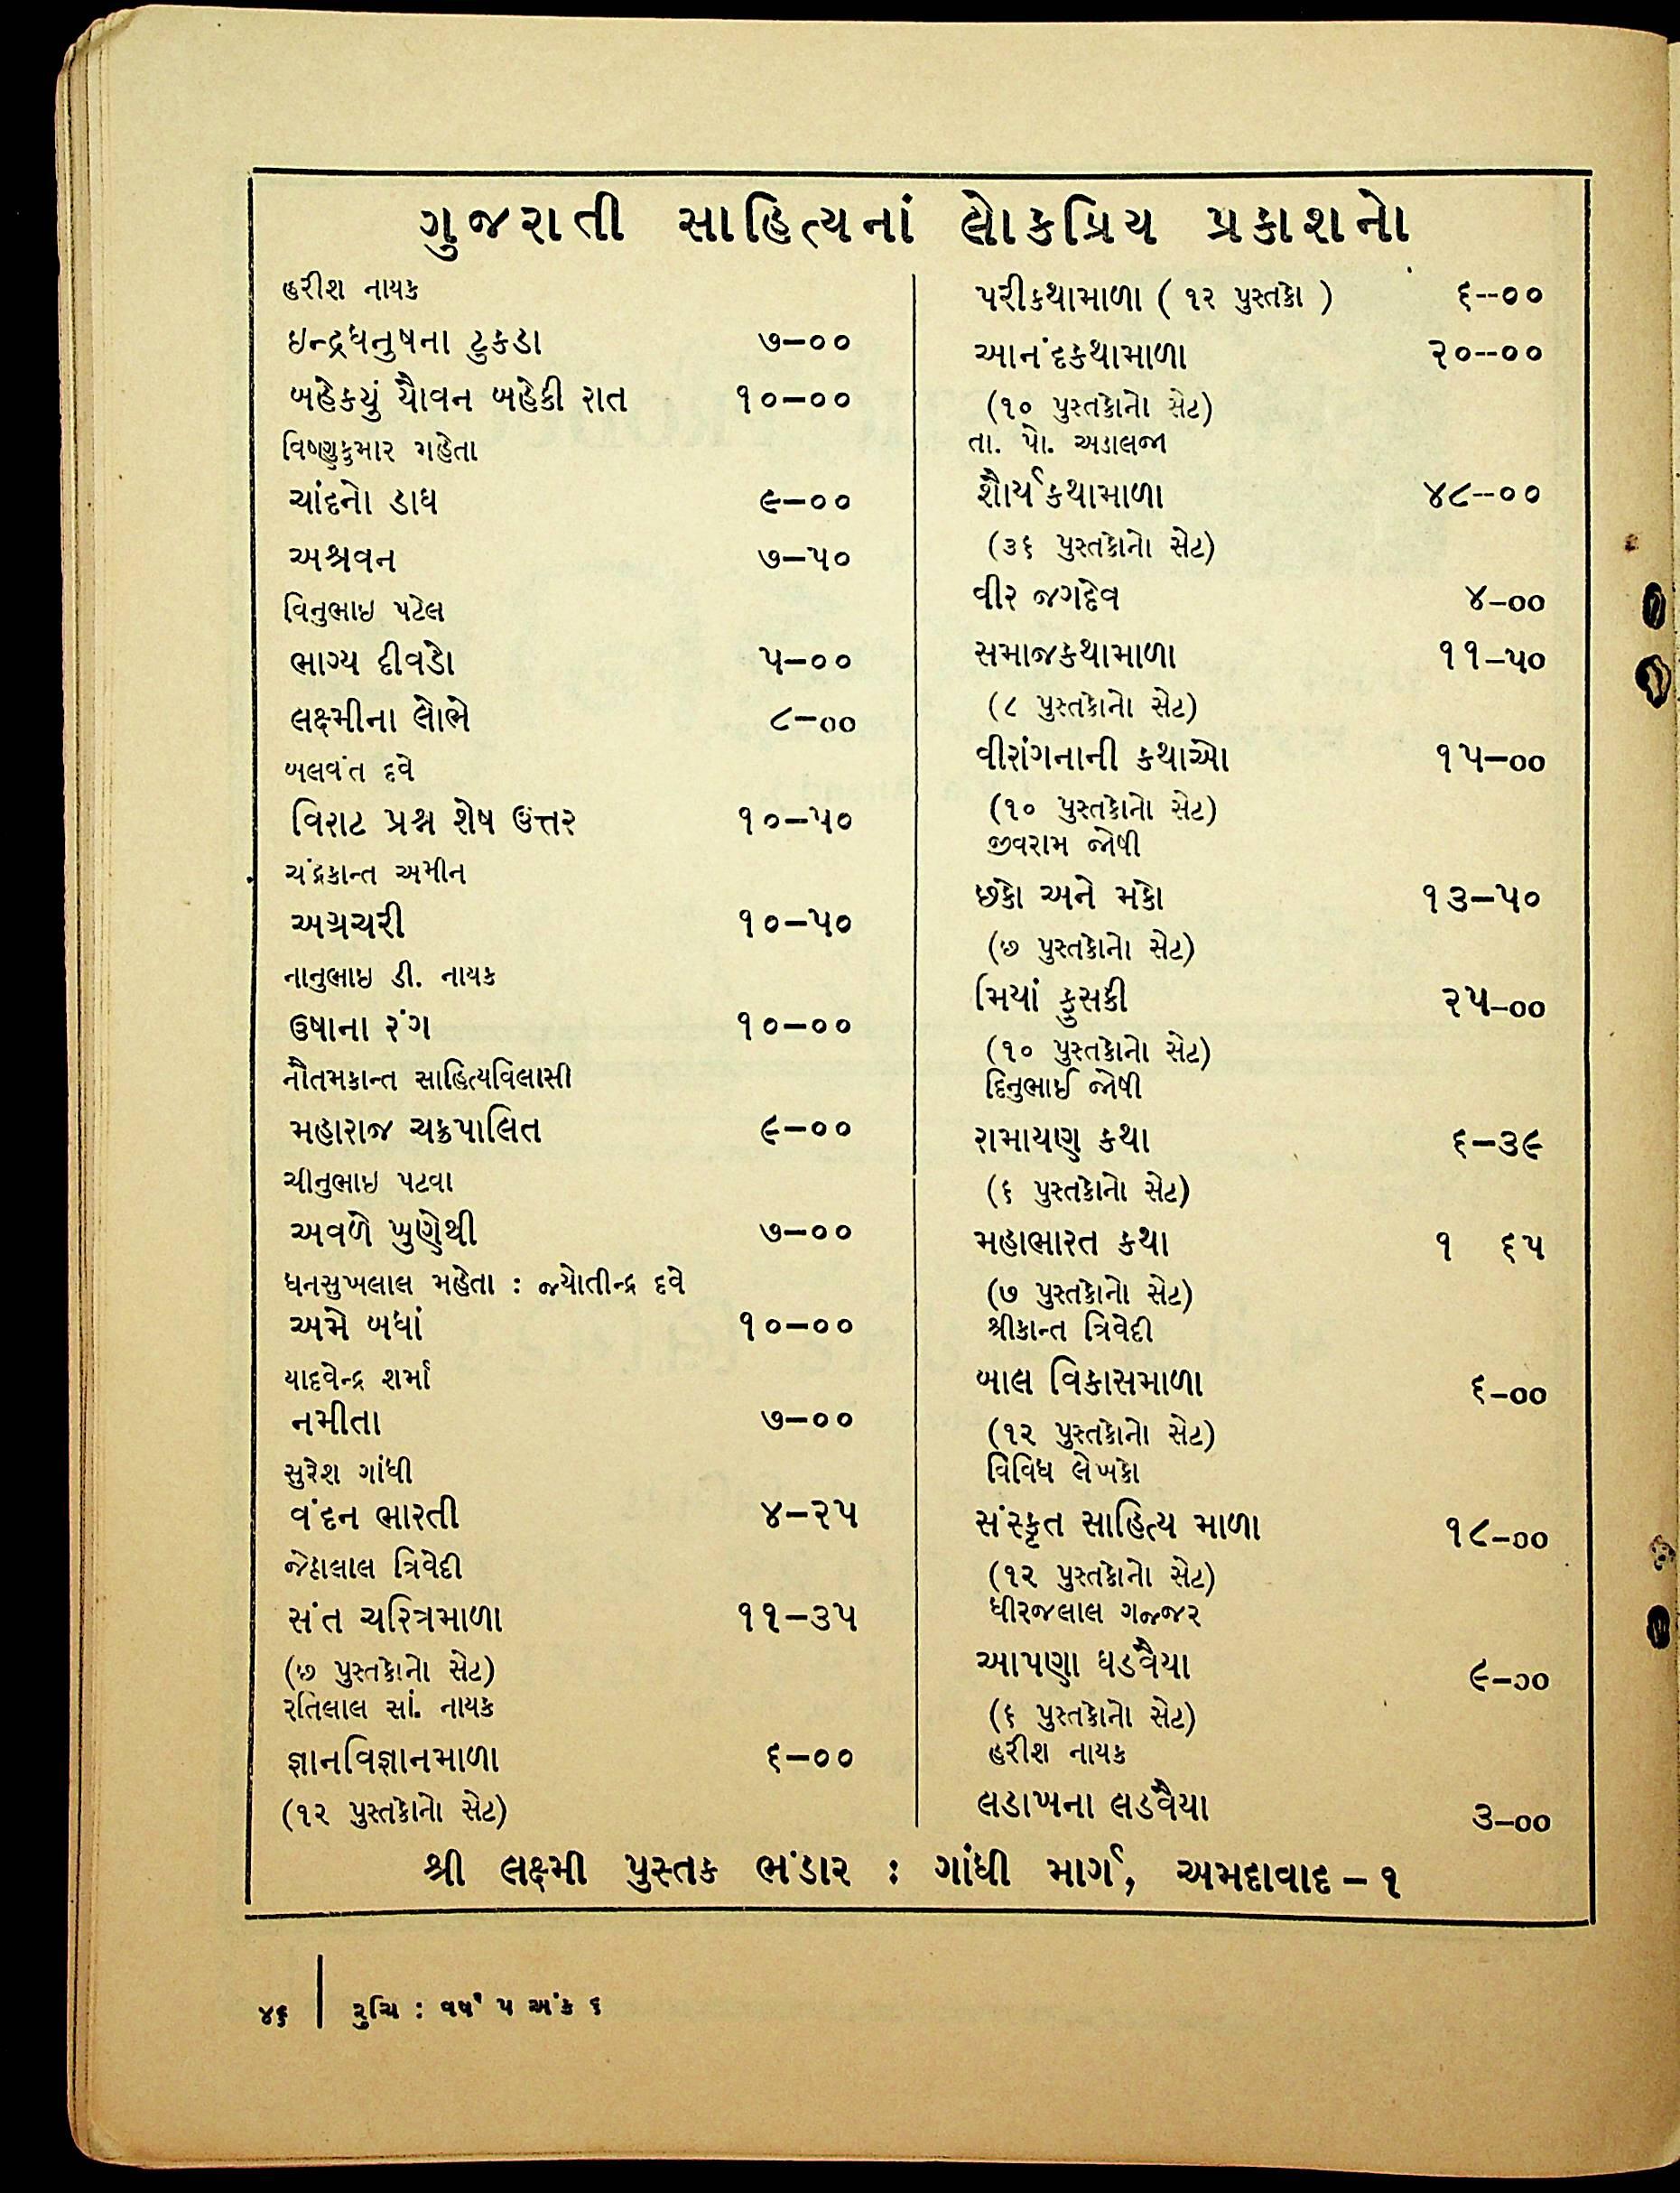 ગુજરાતી સાહિત્યનાં લોકપ્રિય પ્રકાશનો
હરીશ નાયક
ઇન્દ્રધનુષના ટુકડા ૭–૦૦
બહેકયું યૌવન બહેકી રાત ૧૦–૦૦
વિષ્ણુકુમાર મહેતા
ચાંદનો ડાઘ ૯–૦૦
અશ્રવન ૭–૫૦
વિનુભાઇ પટેલ
ભાગ્ય દીવડો ૫–૦૦
લક્ષ્મીના લોભે ૮–૦૦
બલવંત દવે
વિરાટ પ્રશ્ન શેષ ઉત્તર ૧૦–૫૦
ચંદ્રકાન્ત અમીન
અગ્રચરી ૧૦–૫૦
નાનુભાઇ ડી. નાયક
ઉષાના રંગ ૧૦–૦૦
નૌતમકાન્ત સાહિત્યવિલાસી
મહારાજ ચક્રપાલિત ૯–૦૦
ચીનુભાઇ પટવા
અવળે ખુણેથી ૭–૦૦
ધનસુખલાલ મહેતા : જ્યોતીન્દ્ર દવે
અમે બધાં ૧૦–૦૦
યાદવેન્દ્ર શર્મા
નમીતા ૭–૦૦
સુરેશ ગાંધી
વંદન ભારતી ૪–૨૫
જેઠાલાલ ત્રિવેદી
સંત ચરિત્રમાળા ૧૧–૩૫
(૭ પુસ્તકોનો સેટ)
રતિલાલ સાં. નાયક
જ્ઞાનવિજ્ઞાનમાળા ૬–૦૦
(૧૨ પુસ્તકોનો સેટ)
પરીકથામાળા ( ૧૨ પુસ્તકો ) ૬--૦૦
આનંદકથામાળા ૨૦--૦૦
(૧૦ પુસ્તકોનો સેટ)
તા. પો. અડાલજા
શૌર્યકથામાળા ૪૮--૦૦
(૩૬ પુસ્તકોનો સેટ)
વીર જગદેવ ૪–૦૦
સમાજકથામાળા ૧૧–૫૦
(૮ પુસ્તકોનો સેટ)
વીરાંગનાની કથાઓ ૧૫–૦૦
(૧૦ પુસ્તકોનો સેટ)
જીવરામ જોષી
છકો અને મકો ૧૩–૫૦
(૭ પુસ્તકોનો સેટ)
મિયાં ફુસકી ૨૫–૦૦
(૧૦ પુસ્તકોનો સેટ)
દિનુભાઈ જોષી
રામાયણ કથા ૬–૩૯
(૬ પુસ્તકોનો સેટ)
મહાભારત કથા ૧ ૬૫
(૭ પુસ્તકોનો સેટ)
શ્રીકાન્ત ત્રિવેદી
બાલ વિકાસમાળા ૬–૦૦
(૧૨ પુસ્તકોનો સેટ)
વિવિધ લેખકો
સંસ્કૃત સાહિત્ય માળા ૧૮–૦૦
(૧૨ પુસ્તકોનો સેટ)
ધીરજલાલ ગજ્જર
આપણા ઘડવૈયા ૯–૦૦
(૬ પુસ્તકોનો સેટ)
હરીશ નાયક
લડાખના લડવૈયા ૩–૦૦
શ્રી લક્ષ્મી પુસ્તક ભંડાર : ગાંધી માર્ગ, અમદાવાદ – ૧
૪૬ | રુચિ : વર્ષ ૫ અંક ૬